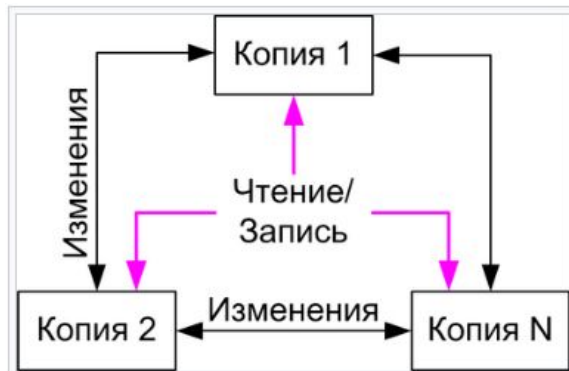 Копия 1
Изменения
Чтение/
Запись
Изменения
Копия 2
Копия N